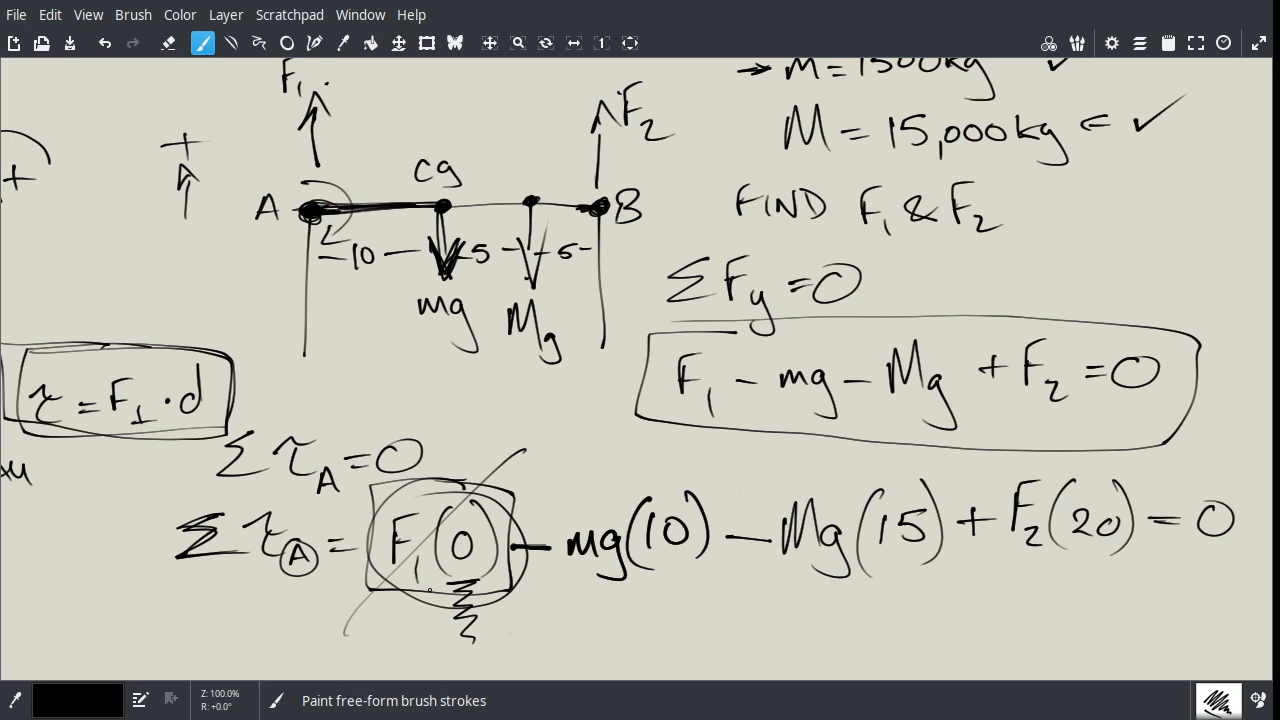 File Edit View Brush Color Layer Scratchpad Window Help
F₁ F₂
+ +
cg
A B
10 5 5
mg Mg
m = 1500kg ✓
M = 15,000kg ⇐ ✓
FIND F₁ & F₂
ΣFy = 0
F₁ - mg - Mg + F₂ = 0
τ = F⊥ · d
Στ_A = 0
Στ_A = F₁(0) - mg(10) - Mg(15) + F₂(20) = 0
Z: 100.0%
R: +0.0°
Paint free-form brush strokes